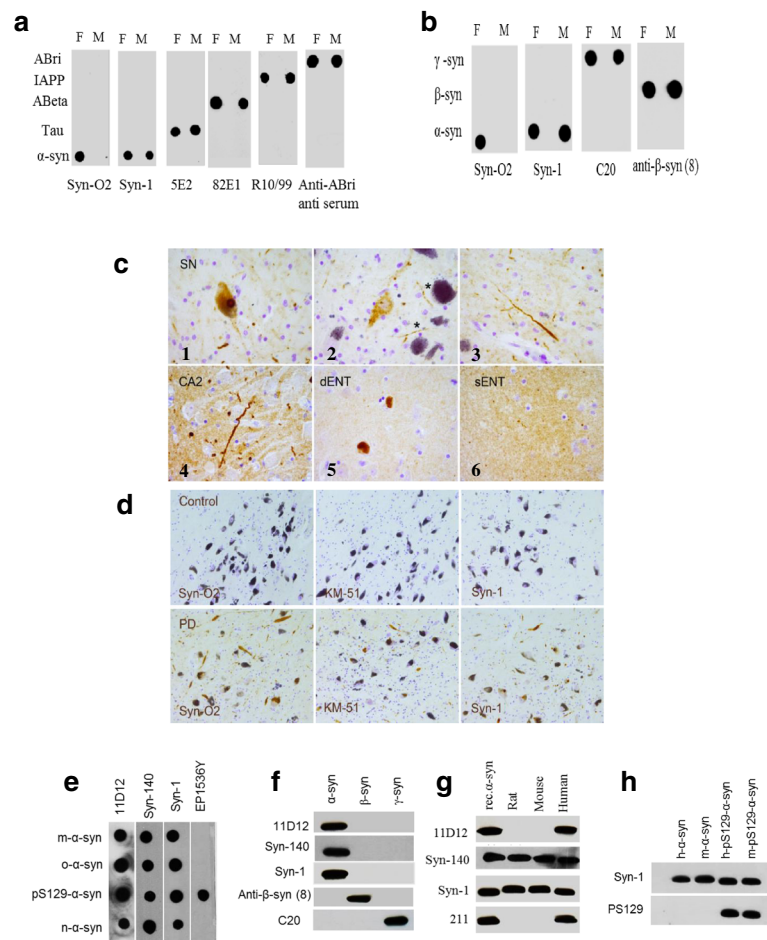 a
F M F M F M F M F M F M
ABri
IAPP
ABeta
Tau
α-syn
Syn-O2 Syn-1 5E2 82E1 R10/99 Anti-ABri
anti serum
b
F M F M F M F M
γ -syn
β-syn
α-syn
Syn-O2 Syn-1 C20 anti-β-syn (8)
c
SN
* *
1 2 3
CA2 dENT sENT
4 5 6
d
Control
Syn-O2 KM-51 Syn-1
PD
Syn-O2 KM-51 Syn-1
e
11D12 Syn-140 Syn-1 EP1536Y
m-α-syn
o-α-syn
pS129-α-syn
n-α-syn
f
α-syn β-syn γ-syn
11D12
Syn-140
Syn-1
Anti-β-syn (8)
C20
g
rec.α-syn Rat Mouse Human
11D12
Syn-140
Syn-1
211
h
h-α-syn m-α-syn h-pS129-α-syn m-pS129-α-syn
Syn-1
PS129